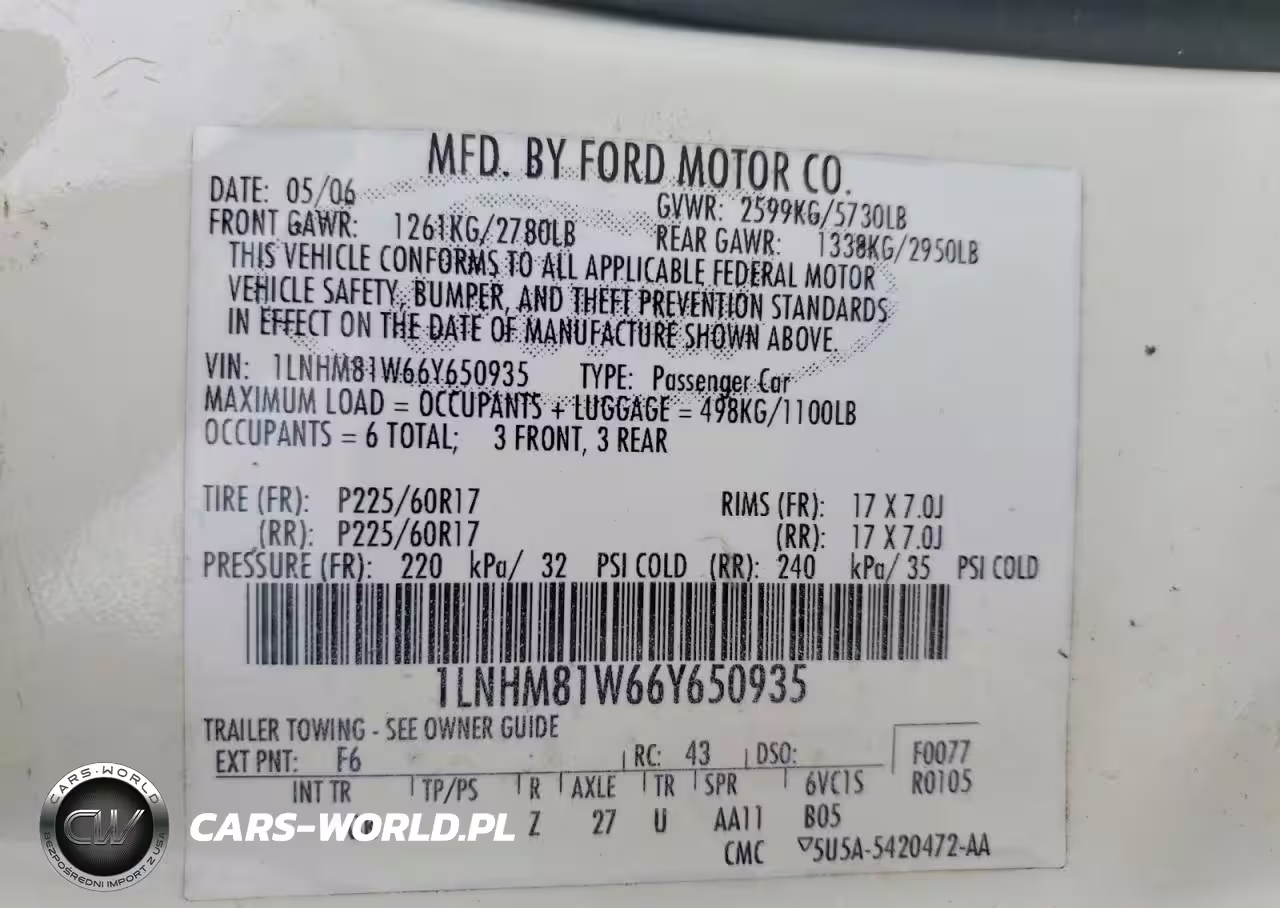 MFD. BY FORD MOTOR CO.
DATE: 05/06 GVWR: 2599KG/5730LB
FRONT GAWR: 1261KG/2780LB REAR GAWR: 1338KG/2950LB
THIS VEHICLE CONFORMS TO ALL APPLICABLE FEDERAL MOTOR
VEHICLE SAFETY, BUMPER, AND THEFT PREVENTION STANDARDS
IN EFFECT ON THE DATE OF MANUFACTURE SHOWN ABOVE.
VIN: 1LNHM81W66Y650935 TYPE: Passenger Car
MAXIMUM LOAD = OCCUPANTS + LUGGAGE = 498KG/1100LB
OCCUPANTS = 6 TOTAL; 3 FRONT, 3 REAR
TIRE (FR): P225/60R17 RIMS (FR): 17 X 7.0J
(RR): P225/60R17 (RR): 17 X 7.0J
PRESSURE (FR): 220 kPa/ 32 PSI COLD (RR): 240 kPa/ 35 PSI COLD
1LNHM81W66Y650935
TRAILER TOWING - SEE OWNER GUIDE
EXT PNT: F6 RC: 43 DSO: F0077
INT TR TP/PS R AXLE TR SPR 6VC1S R0105
Z 27 U AA11 B05
CMC 5U5A-5420472-AA
CARS-WORLD
CW
BEZPOŚREDNI IMPORT Z USA
CARS-WORLD.PL